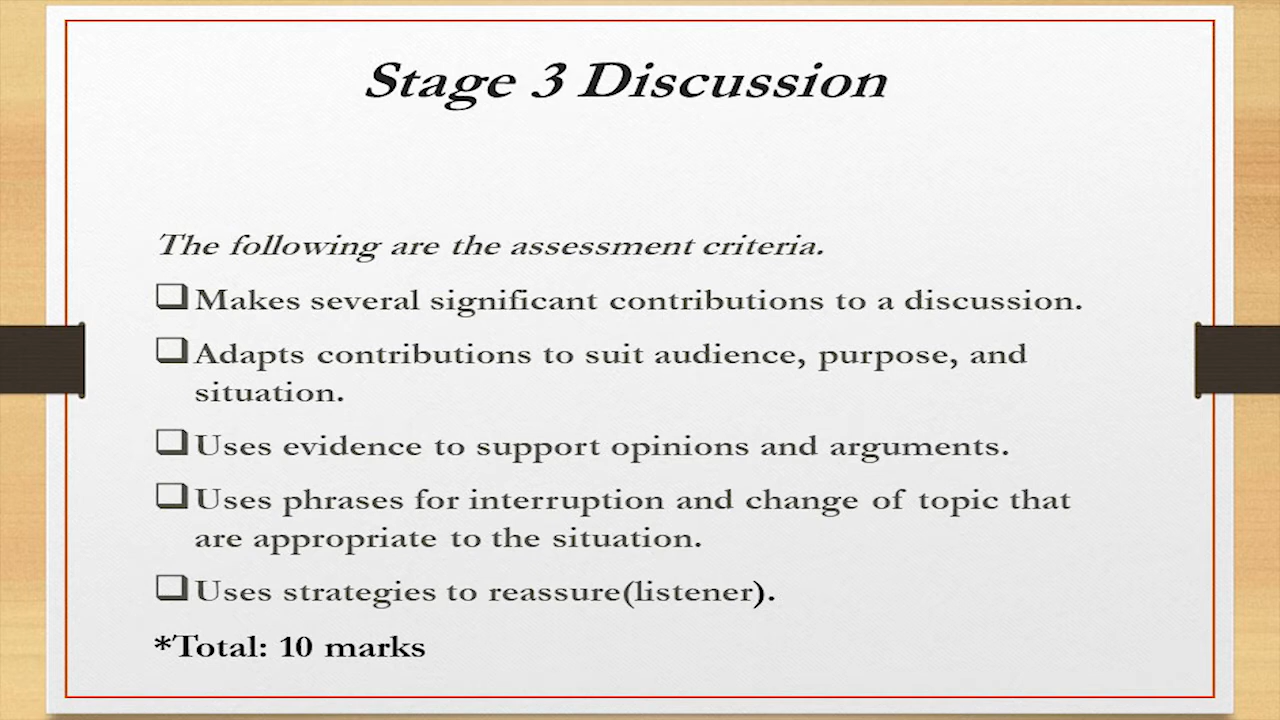 Stage 3 Discussion
The following are the assessment criteria.
❑Makes several significant contributions to a discussion.
❑Adapts contributions to suit audience, purpose, and
situation.
❑Uses evidence to support opinions and arguments.
❑Uses phrases for interruption and change of topic that
are appropriate to the situation.
❑Uses strategies to reassure(listener).
*Total: 10 marks